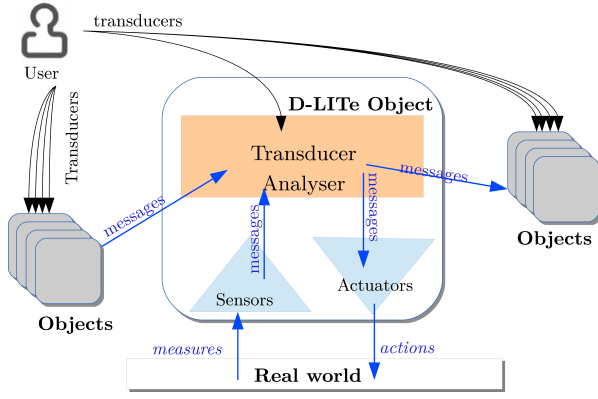 transducers
User
Transducers
D-LITe Object
Transducer
Analyser
messages
messages
messages
messages
Objects
Sensors
Actuators
Objects
measures
actions
Real world